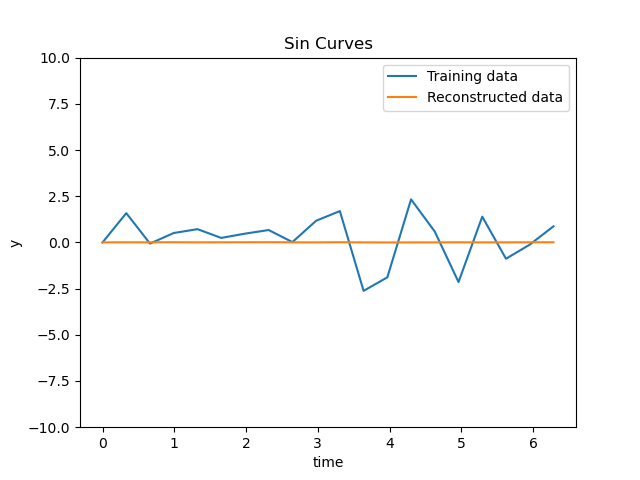 Sin Curves
Training data
Reconstructed data
10.0
7.5
5.0
2.5
0.0
−2.5
−5.0
−7.5
−10.0
y
0 1 2 3 4 5 6
time